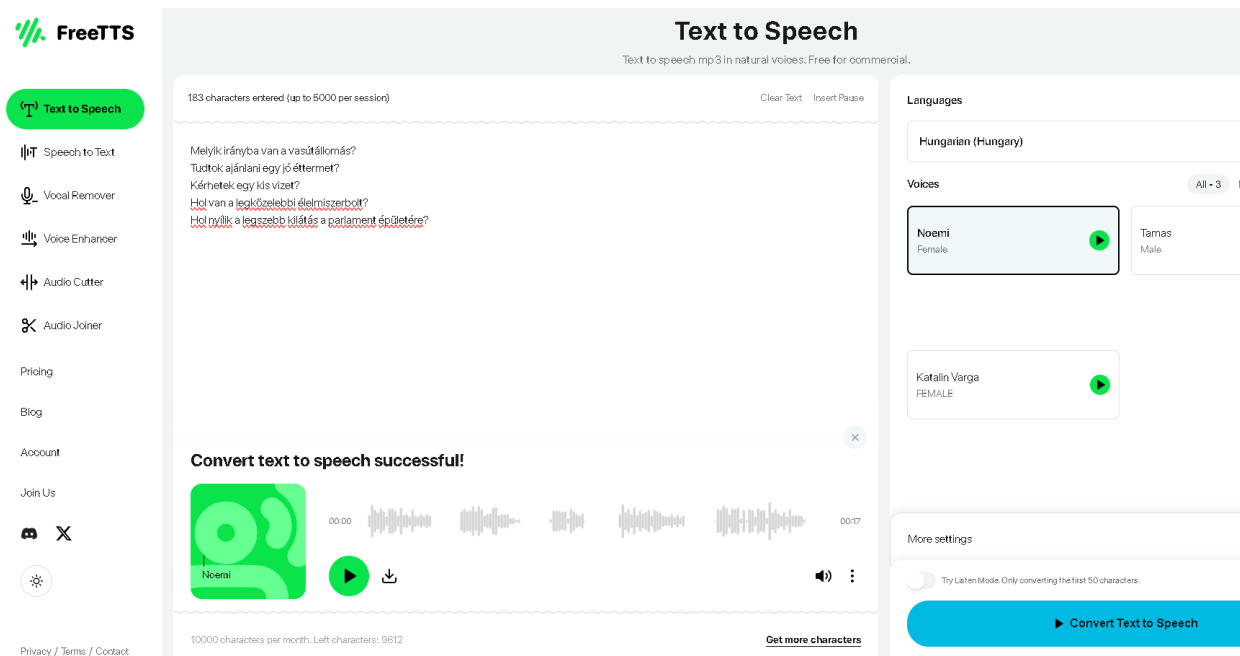 FreeTTS
Text to Speech
Speech to Text
Vocal Remover
Voice Enhancer
Audio Cutter
Audio Joiner
Pricing
Blog
Account
Join Us
Privacy / Terms / Contact
Text to Speech
Text to speech mp3 in natural voices. Free for commercial.
183 characters entered (up to 5000 per session)
Clear Text Insert Pause
Melyik irányba van a vasútállomás?
Tudtok ajánlani egy jó éttermet?
Kérhetek egy kis vizet?
Hol van a legközelebbi élelmiszerbolt?
Hol nyílik a legszebb kilátás a parlament épületére?
Convert text to speech successful!
Noemi
00:00
00:17
10000 characters per month. Left characters: 9612
Get more characters
Languages
Hungarian (Hungary)
Voices
All - 3
Noemi
Female
Tamas
Male
Katalin Varga
FEMALE
More settings
Try Listen Mode. Only converting the first 50 characters.
Convert Text to Speech